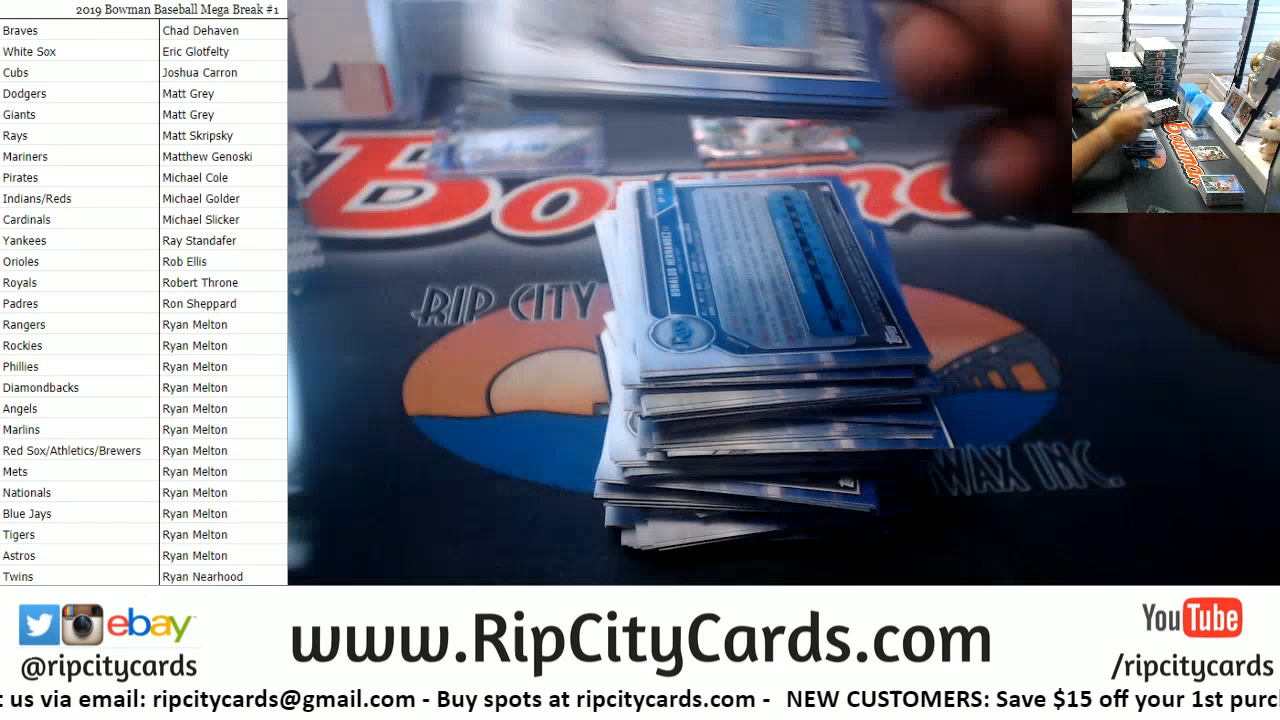 2019 Bowman Baseball Mega Break #1
Braves Chad Dehaven
White Sox Eric Glotfelty
Cubs Joshua Carron
Dodgers Matt Grey
Giants Matt Grey
Rays Matt Skripsky
Mariners Matthew Genoski
Pirates Michael Cole
Indians/Reds Michael Golder
Cardinals Michael Slicker
Yankees Ray Standafer
Orioles Rob Ellis
Royals Robert Throne
Padres Ron Sheppard
Rangers Ryan Melton
Rockies Ryan Melton
Phillies Ryan Melton
Diamondbacks Ryan Melton
Angels Ryan Melton
Marlins Ryan Melton
Red Sox/Athletics/Brewers Ryan Melton
Mets Ryan Melton
Nationals Ryan Melton
Blue Jays Ryan Melton
Tigers Ryan Melton
Astros Ryan Melton
Twins Ryan Nearhood
Bowman
RIP CITY
WAX INC.
RONALDO HERNANDEZ
Rays
Topps
Bowman
ebay
@ripcitycards
www.RipCityCards.com
YouTube
/ripcitycards
t us via email: ripcitycards@gmail.com - Buy spots at ripcitycards.com - NEW CUSTOMERS: Save $15 off your 1st purc